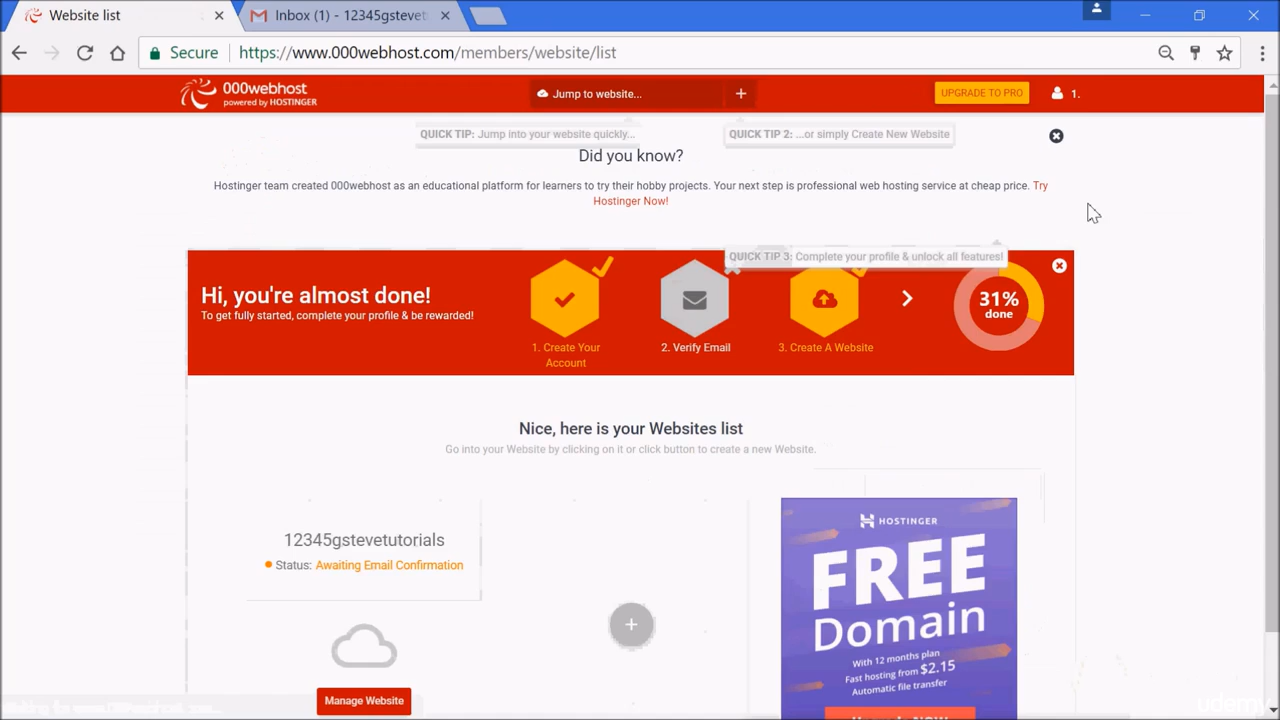 Website list
Inbox (1) - 12345gstevet
Secure
https://www.000webhost.com/members/website/list
000webhost
powered by HOSTINGER
Jump to website...
+
UPGRADE TO PRO
1.
QUICK TIP: Jump into your website quickly...
QUICK TIP 2: ...or simply Create New Website
Did you know?
Hostinger team created 000webhost as an educational platform for learners to try their hobby projects. Your next step is professional web hosting service at cheap price. Try
Hostinger Now!
QUICK TIP 3: Complete your profile & unlock all features!
Hi, you're almost done!
To get fully started, complete your profile & be rewarded!
1. Create Your
Account
2. Verify Email
3. Create A Website
31%
done
Nice, here is your Websites list
Go into your Website by clicking on it or click button to create a new Website.
12345gstevetutorials
Status: Awaiting Email Confirmation
Manage Website
+
HOSTINGER
FREE
Domain
With 12 months plan
Fast hosting from $2.15
Automatic file transfer
udemy